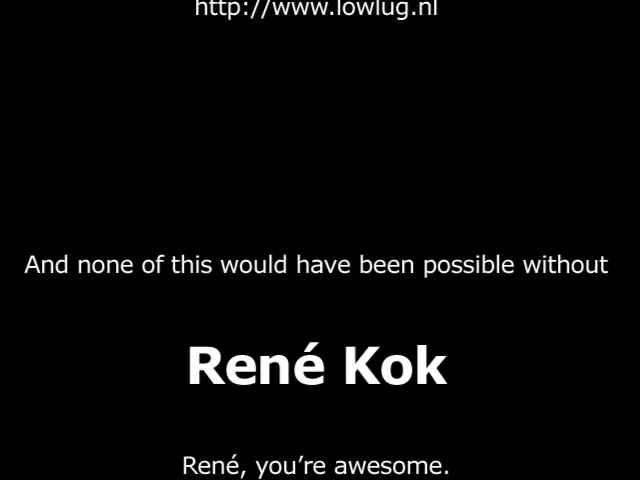 http://www.lowlug.nl
And none of this would have been possible without
René Kok
René, you’re awesome.